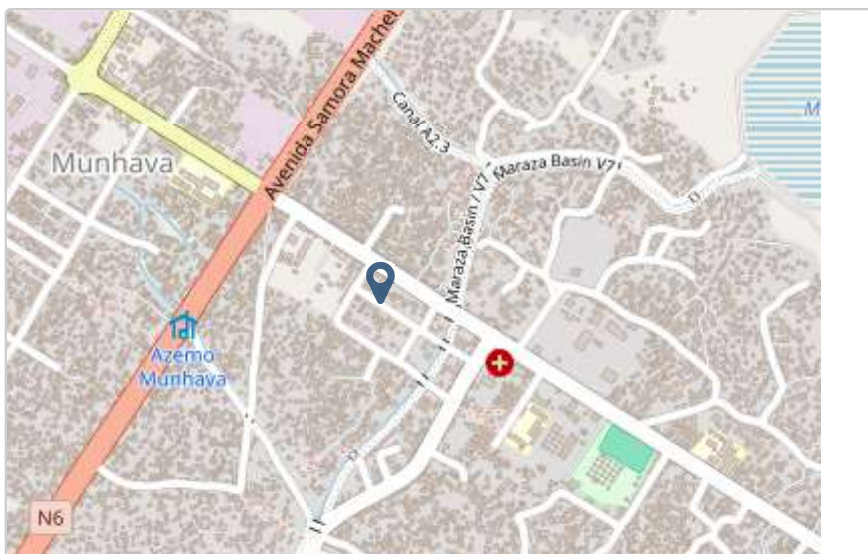 Avenida Samora Machel
Canal A2.3
Maraza Basin V7
Munhava
Maraza Basin / V7
Azemo
Munhava
N6